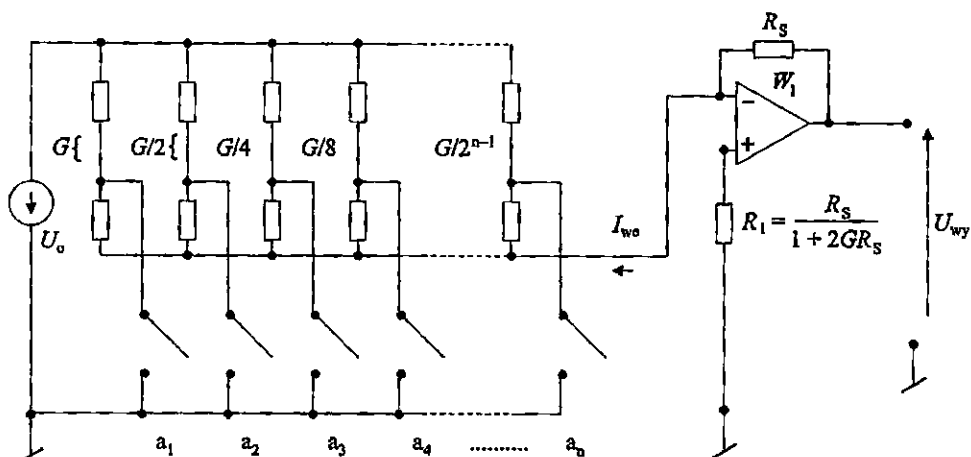 R_S
W_1
G{
G/2{
G/4
G/8
G/2^{n-1}
−
+
U_o
I_we
R_1 = R_S / (1 + 2GR_S)
U_wy
a_1
a_2
a_3
a_4
.........
a_n